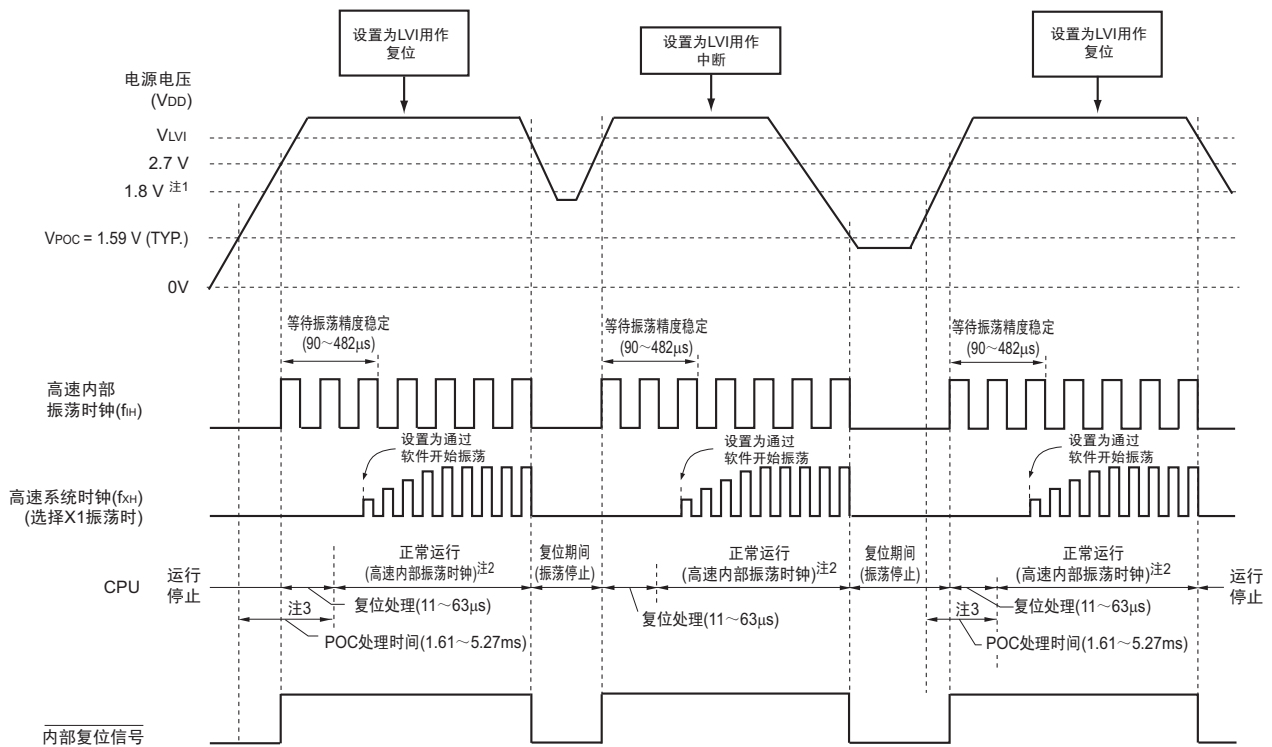 设置为LVI用作
复位
设置为LVI用作
中断
设置为LVI用作
复位
电源电压
(VDD)
VLVI
2.7 V
1.8 V 注1
VPOC = 1.59 V (TYP.)
0V
等待振荡精度稳定
(90～482μs)
等待振荡精度稳定
(90～482μs)
等待振荡精度稳定
(90～482μs)
高速内部
振荡时钟(fIH)
设置为通过
软件开始振荡
设置为通过
软件开始振荡
设置为通过
软件开始振荡
高速系统时钟(fXH)
(选择X1振荡时)
CPU
运行
停止
正常运行
(高速内部振荡时钟)注2
复位期间
(振荡停止)
正常运行
(高速内部振荡时钟)注2
复位期间
(振荡停止)
正常运行
(高速内部振荡时钟)注2
运行
停止
注3
复位处理(11～63μs)
复位处理(11～63μs)
注3
复位处理(11～63μs)
POC处理时间(1.61～5.27ms)
POC处理时间(1.61～5.27ms)
内部复位信号